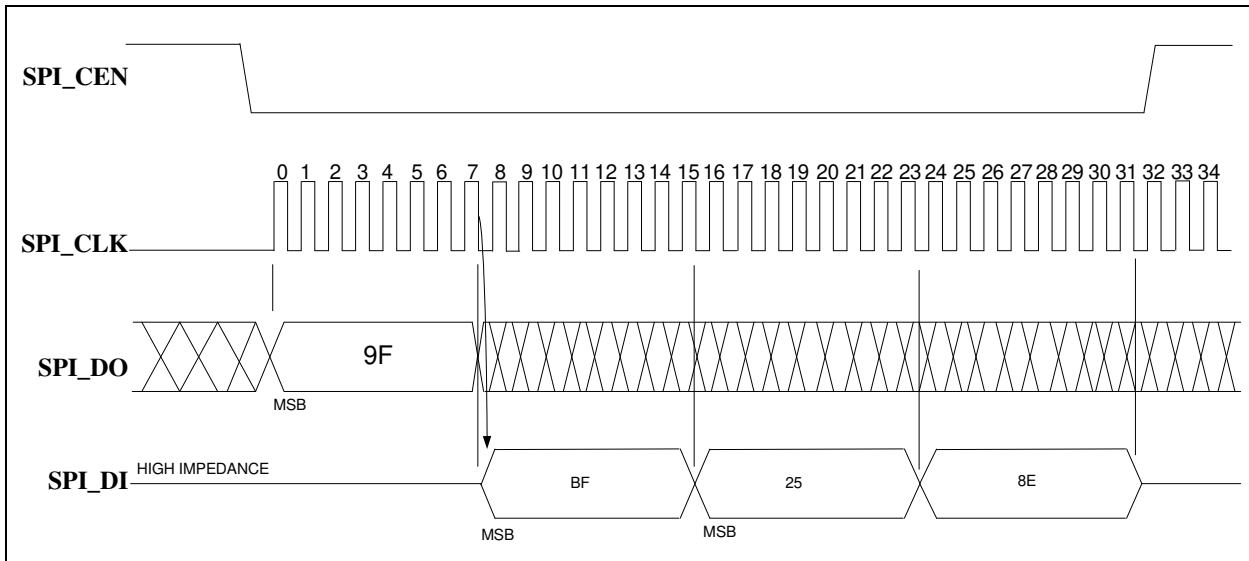 SPI_CEN
0 1 2 3 4 5 6 7 8 9 10 11 12 13 14 15 16 17 18 19 20 21 22 23 24 25 26 27 28 29 30 31 32 33 34
SPI_CLK
SPI_DO
9F
MSB
SPI_DI
HIGH IMPEDANCE
BF
25
8E
MSB
MSB